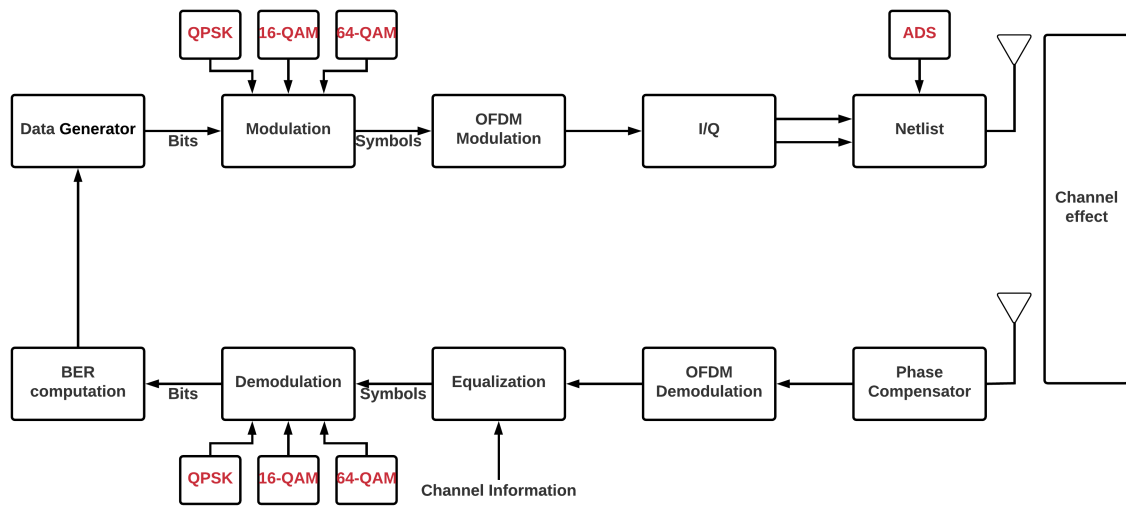 QPSK
16-QAM
64-QAM
ADS
Data Generator
Bits
Modulation
Symbols
OFDM
Modulation
I/Q
Netlist
Channel
effect
BER
computation
Bits
Demodulation
Symbols
Equalization
OFDM
Demodulation
Phase
Compensator
QPSK
16-QAM
64-QAM
Channel Information